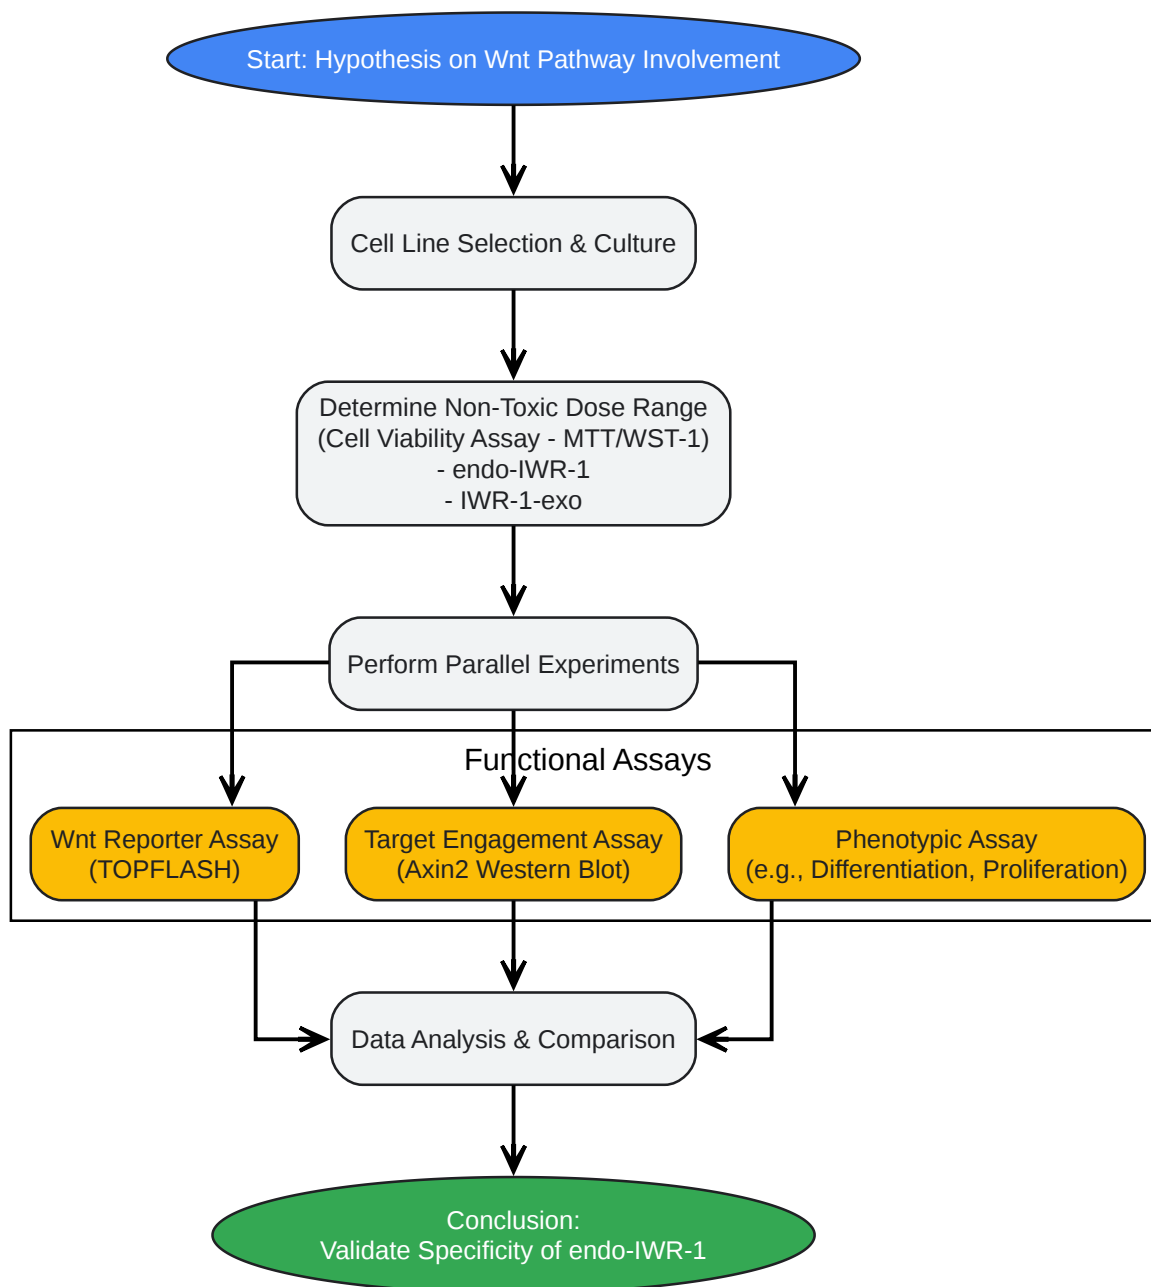 Start: Hypothesis on Wnt Pathway Involvement
Cell Line Selection & Culture
Determine Non-Toxic Dose Range
(Cell Viability Assay - MTT/WST-1)
- endo-IWR-1
- IWR-1-exo
Perform Parallel Experiments
Functional Assays
Wnt Reporter Assay
(TOPFLASH)
Target Engagement Assay
(Axin2 Western Blot)
Phenotypic Assay
(e.g., Differentiation, Proliferation)
Data Analysis & Comparison
Conclusion:
Validate Specificity of endo-IWR-1